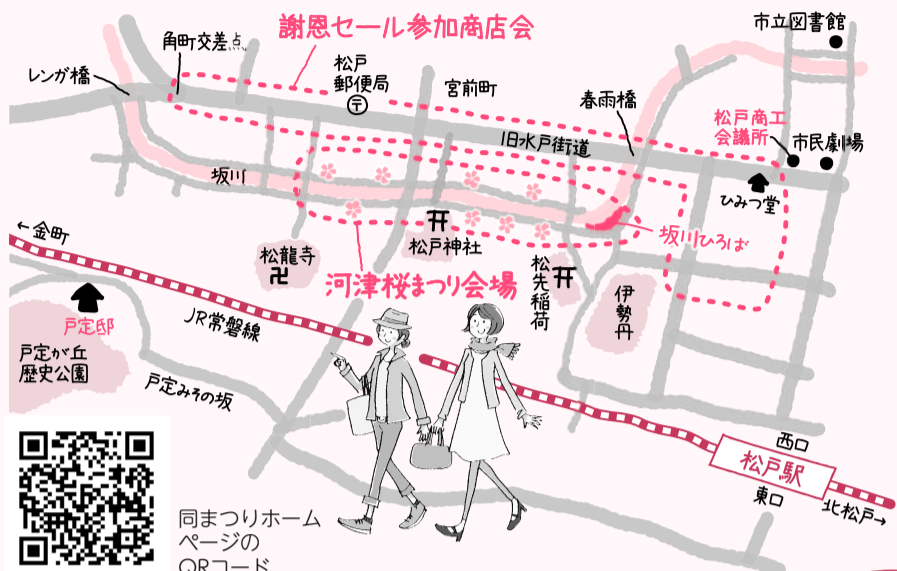 謝恩セール参加商店会
市立図書館
角町交差点
レンガ橋
松戸
郵便局
〒
宮前町
春雨橋
松戸商工
会議所
市民劇場
旧水戸街道
坂川
ひみつ堂
松戸神社
坂川ひろば
松龍寺
卍
河津桜まつり会場
松先稲荷
伊勢丹
←金町
戸定邸
JR常磐線
戸定が丘
歴史公園
戸定みその坂
西口
松戸駅
東口
北松戸→
同まつりホーム
ページの
QRコード